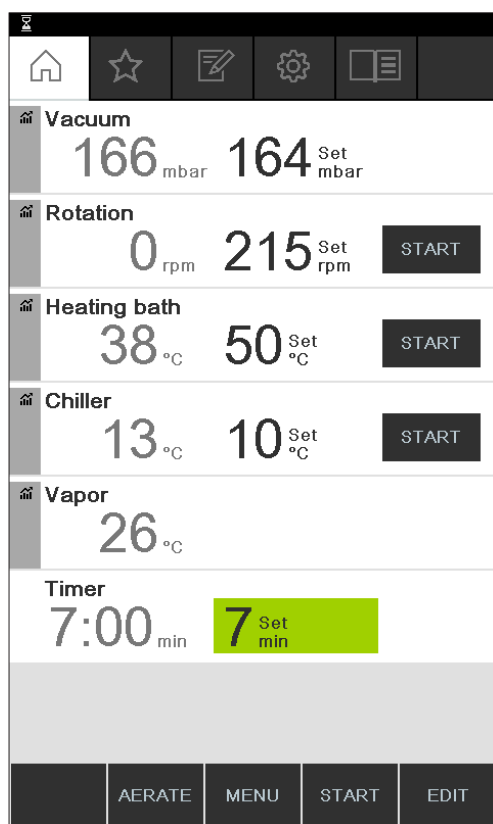 Vacuum
166 mbar 164 Set mbar
Rotation
0 rpm 215 Set rpm START
Heating bath
38 °C 50 Set °C START
Chiller
13 °C 10 Set °C START
Vapor
26 °C
Timer
7:00 min 7 Set min
AERATE MENU START EDIT